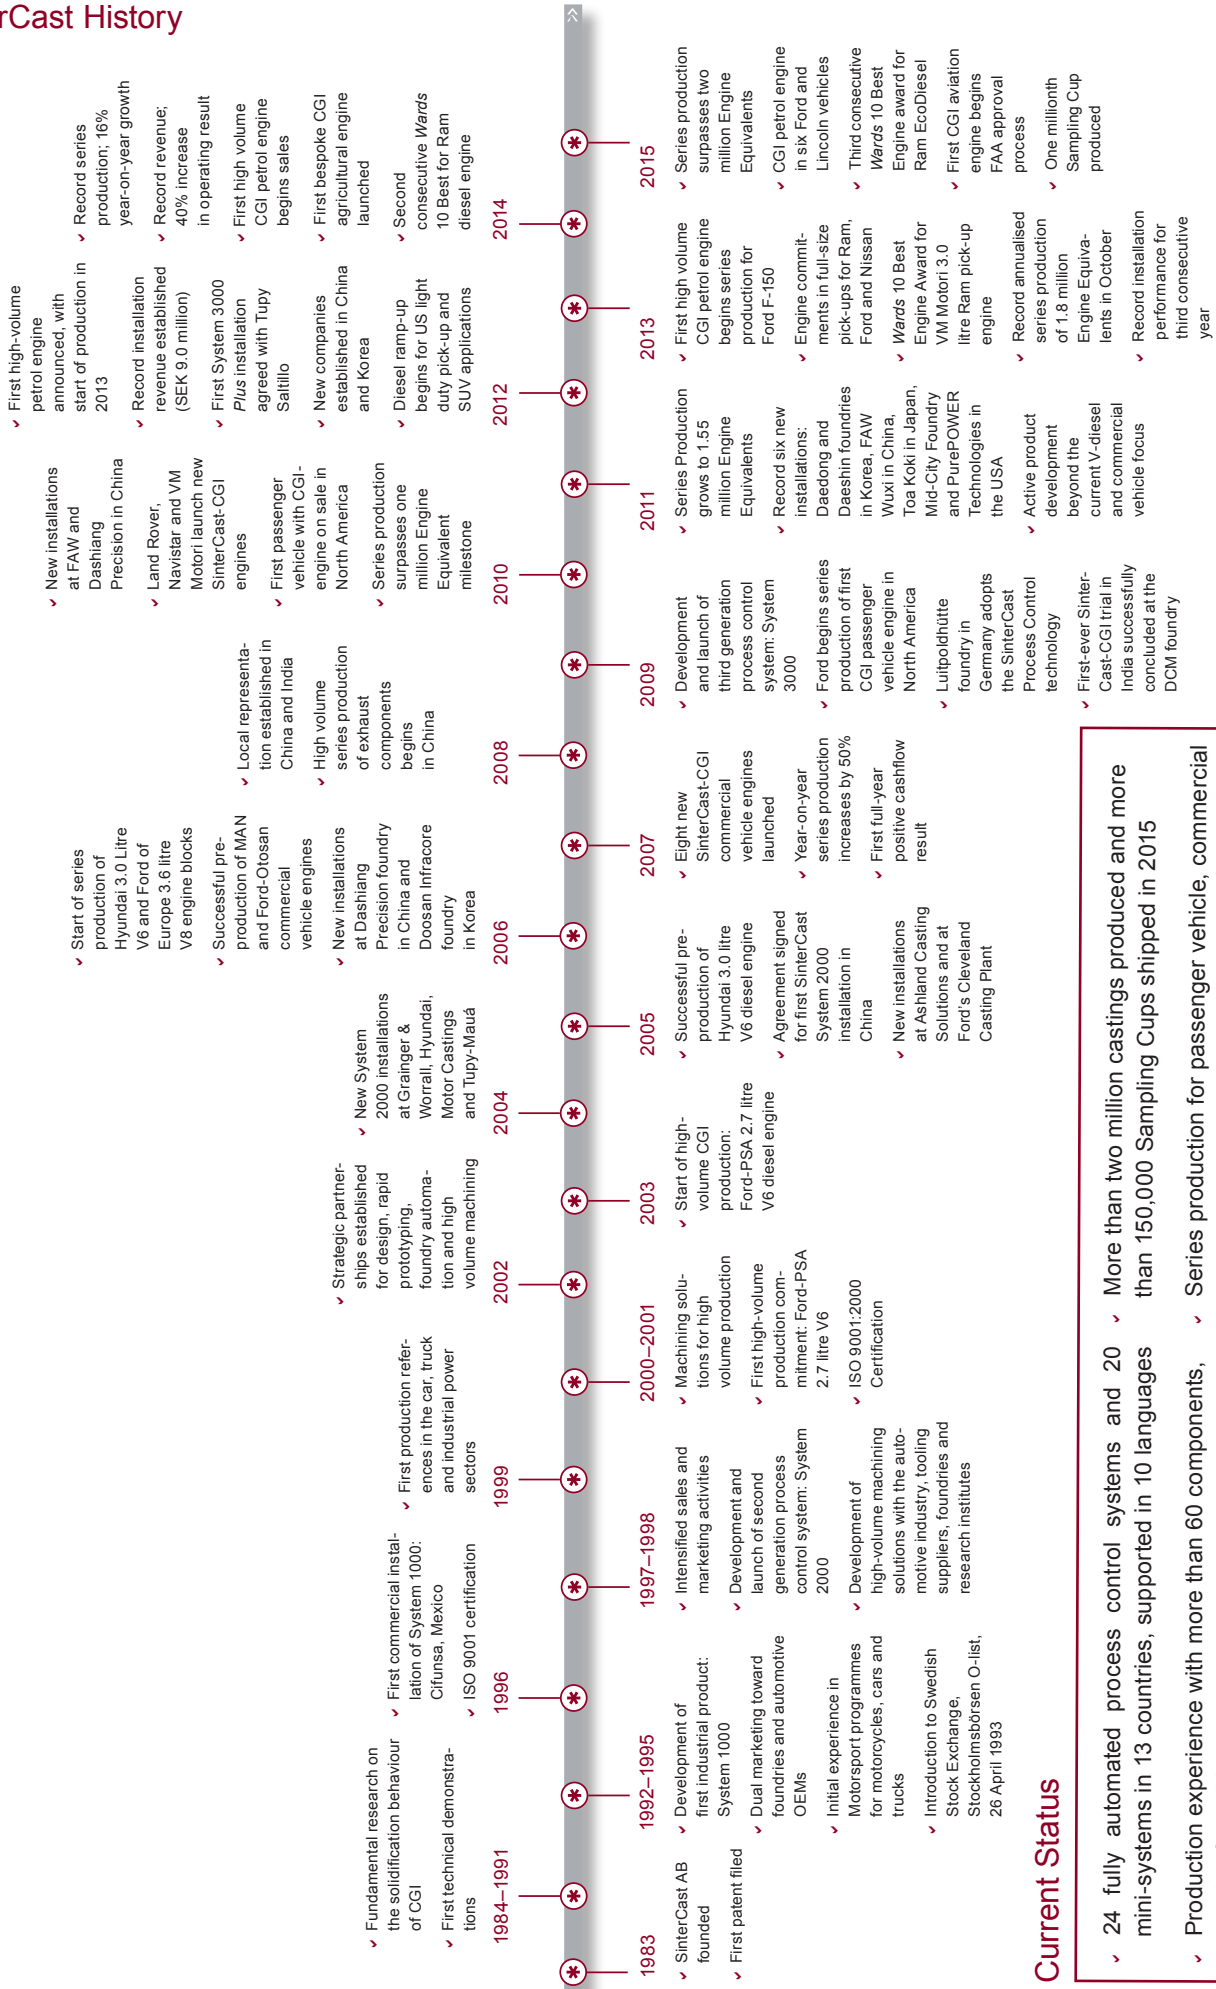 rCast History
1983
✓ SinterCast AB
founded
✓ First patent filed
✓ Fundamental research on
the solidification behaviour
of CGI
✓ First technical demonstra-
tions
1984–1991
1992–1995
✓ Development of
first industrial product:
System 1000
✓ Dual marketing toward
foundries and automotive
OEMs
✓ Initial experience in
Motorsport programmes
for motorcycles, cars and
trucks
✓ Introduction to Swedish
Stock Exchange,
Stockholmsbörsen O-list,
26 April 1993
✓ First commercial instal-
lation of System 1000:
Cifunsa, Mexico
✓ ISO 9001 certification
1996
1997–1998
✓ Intensified sales and
marketing activities
✓ Development and
launch of second
generation process
control system: System
2000
✓ Development of
high-volume machining
solutions with the auto-
motive industry, tooling
suppliers, foundries and
research institutes
✓ First production refer-
ences in the car, truck
and industrial power
sectors
1999
2000–2001
✓ Machining solu-
tions for high
volume production
✓ First high-volume
production com-
mitment: Ford-PSA
2.7 litre V6
✓ ISO 9001:2000
Certification
✓ Strategic partner-
ships established
for design, rapid
prototyping,
foundry automa-
tion and high
volume machining
2002
2003
✓ Start of high-
volume CGI
production:
Ford-PSA 2.7 litre
V6 diesel engine
✓ New System
2000 installations
at Grainger &
Worrall, Hyundai,
Motor Castings
and Tupy-Mauá
2004
2005
✓ Successful pre-
production of
Hyundai 3.0 litre
V6 diesel engine
✓ Agreement signed
for first SinterCast
System 2000
installation in
China
✓ New installations
at Ashland Casting
Solutions and at
Ford's Cleveland
Casting Plant
✓ Start of series
production of
Hyundai 3.0 Litre
V6 and Ford of
Europe 3.6 litre
V8 engine blocks
✓ Successful pre-
production of MAN
and Ford-Otosan
commercial
vehicle engines
✓ New installations
at Dashiang
Precision foundry
in China and
Doosan Infracore
foundry
in Korea
2006
2007
✓ Eight new
SinterCast-CGI
commercial
vehicle engines
launched
✓ Year-on-year
series production
increases by 50%
✓ First full-year
positive cashflow
result
✓ Local representa-
tion established in
China and India
✓ High volume
series production
of exhaust
components
begins
in China
2008
2009
✓ Development
and launch of
third generation
process control
system: System
3000
✓ Ford begins series
production of first
CGI passenger
vehicle engine in
North America
✓ Luitpoldhütte
foundry in
Germany adopts
the SinterCast
Process Control
technology
✓ First-ever Sinter-
Cast-CGI trial in
India successfully
concluded at the
DCM foundry
✓ New installations
at FAW and
Dashiang
Precision in China
✓ Land Rover,
Navistar and VM
Motori launch new
SinterCast-CGI
engines
✓ First passenger
vehicle with CGI-
engine on sale in
North America
✓ Series production
surpasses one
million Engine
Equivalent
milestone
2010
2011
✓ Series Production
grows to 1.55
million Engine
Equivalents
✓ Record six new
installations:
Daedong and
Daeshin foundries
in Korea, FAW
Wuxi in China,
Toa Koki in Japan,
Mid-City Foundry
and PurePOWER
Technologies in
the USA
✓ Active product
development
beyond the
current V-diesel
and commercial
vehicle focus
✓ First high-volume
petrol engine
announced, with
start of production in
2013
✓ Record installation
revenue established
(SEK 9.0 million)
✓ First System 3000
Plus installation
agreed with Tupy
Saltillo
✓ New companies
established in China
and Korea
✓ Diesel ramp-up
begins for US light
duty pick-up and
SUV applications
2012
2013
✓ First high volume
CGI petrol engine
begins series
production for
Ford F-150
✓ Engine commit-
ments in full-size
pick-ups for Ram,
Ford and Nissan
✓ Wards 10 Best
Engine Award for
VM Motori 3.0
litre Ram pick-up
engine
✓ Record annualised
series production
of 1.8 million
Engine Equiva-
lents in October
✓ Record installation
performance for
third consecutive
year
✓ Record series
production; 16%
year-on-year growth
✓ Record revenue;
40% increase
in operating result
✓ First high volume
CGI petrol engine
begins sales
✓ First bespoke CGI
agricultural engine
launched
✓ Second
consecutive Wards
10 Best for Ram
diesel engine
2014
2015
✓ Series production
surpasses two
million Engine
Equivalents
✓ CGI petrol engine
in six Ford and
Lincoln vehicles
✓ Third consecutive
Wards 10 Best
Engine award for
Ram EcoDiesel
✓ First CGI aviation
engine begins
FAA approval
process
✓ One millionth
Sampling Cup
produced
Current Status
✓ 24 fully automated process control systems and 20
mini-systems in 13 countries, supported in 10 languages
✓ Production experience with more than 60 components,
✓ More than two million castings produced and more
than 150,000 Sampling Cups shipped in 2015
✓ Series production for passenger vehicle, commercial